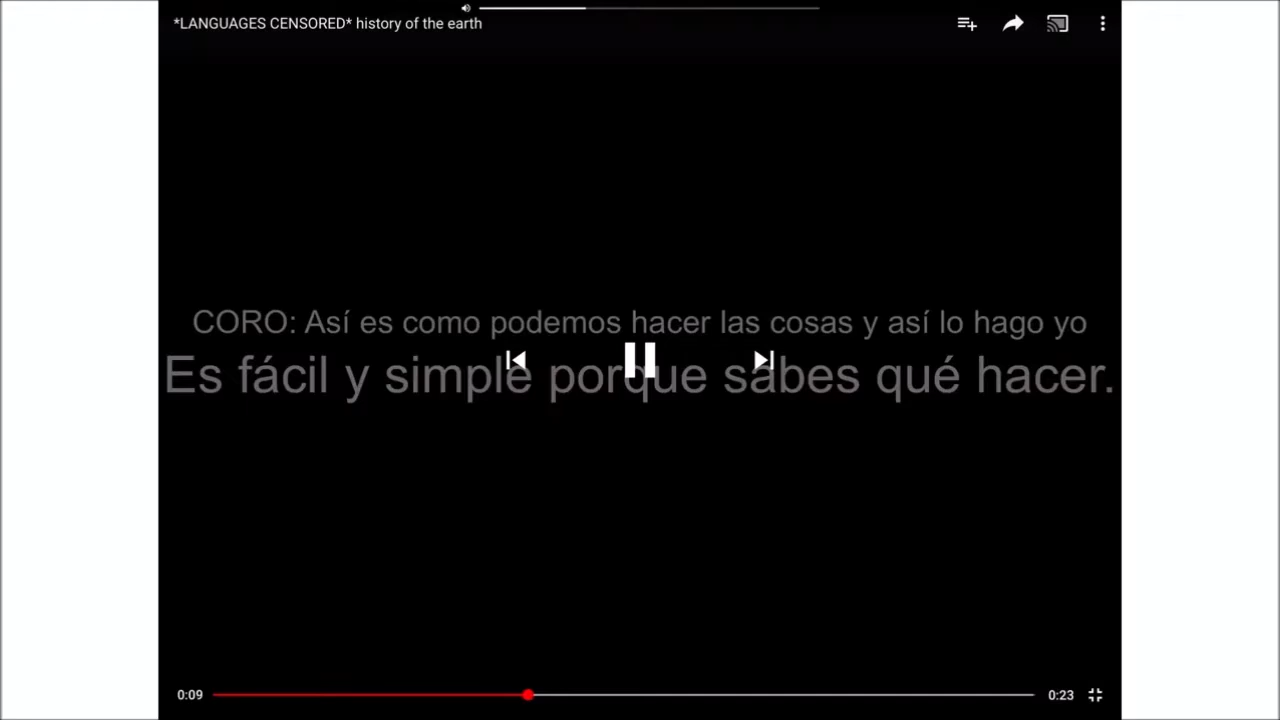 *LANGUAGES CENSORED* history of the earth
CORO: Así es como podemos hacer las cosas y así lo hago yo
Es fácil y simple porque sabes qué hacer.
0:09
0:23